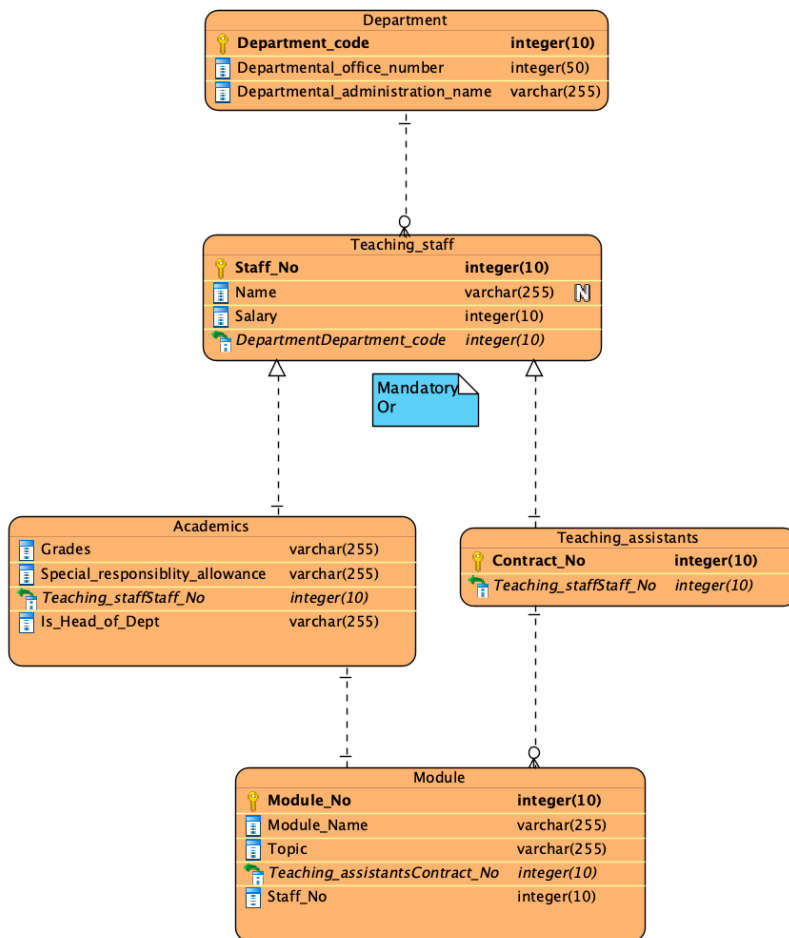 Department
Department_code integer(10)
Departmental_office_number integer(50)
Departmental_administration_name varchar(255)
Teaching_staff
Staff_No integer(10)
Name varchar(255) N
Salary integer(10)
DepartmentDepartment_code integer(10)
Mandatory
Or
Academics
Grades varchar(255)
Special_responsiblity_allowance varchar(255)
Teaching_staffStaff_No integer(10)
Is_Head_of_Dept varchar(255)
Teaching_assistants
Contract_No integer(10)
Teaching_staffStaff_No integer(10)
Module
Module_No integer(10)
Module_Name varchar(255)
Topic varchar(255)
Teaching_assistantsContract_No integer(10)
Staff_No integer(10)